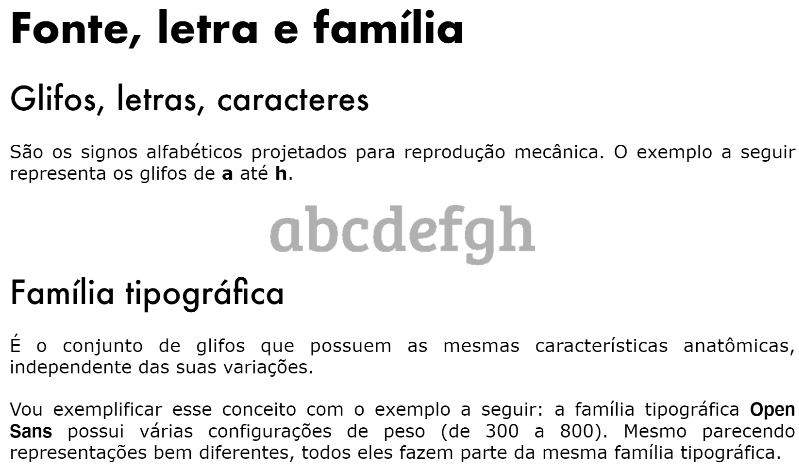 Fonte, letra e família
Glifos, letras, caracteres
São os signos alfabéticos projetados para reprodução mecânica. O exemplo a seguir
representa os glifos de a até h.
abcdefgh
Família tipográfica
É o conjunto de glifos que possuem as mesmas características anatômicas,
independente das suas variações.
Vou exemplificar esse conceito com o exemplo a seguir: a família tipográfica Open
Sans possui várias configurações de peso (de 300 a 800). Mesmo parecendo
representações bem diferentes, todos eles fazem parte da mesma família tipográfica.